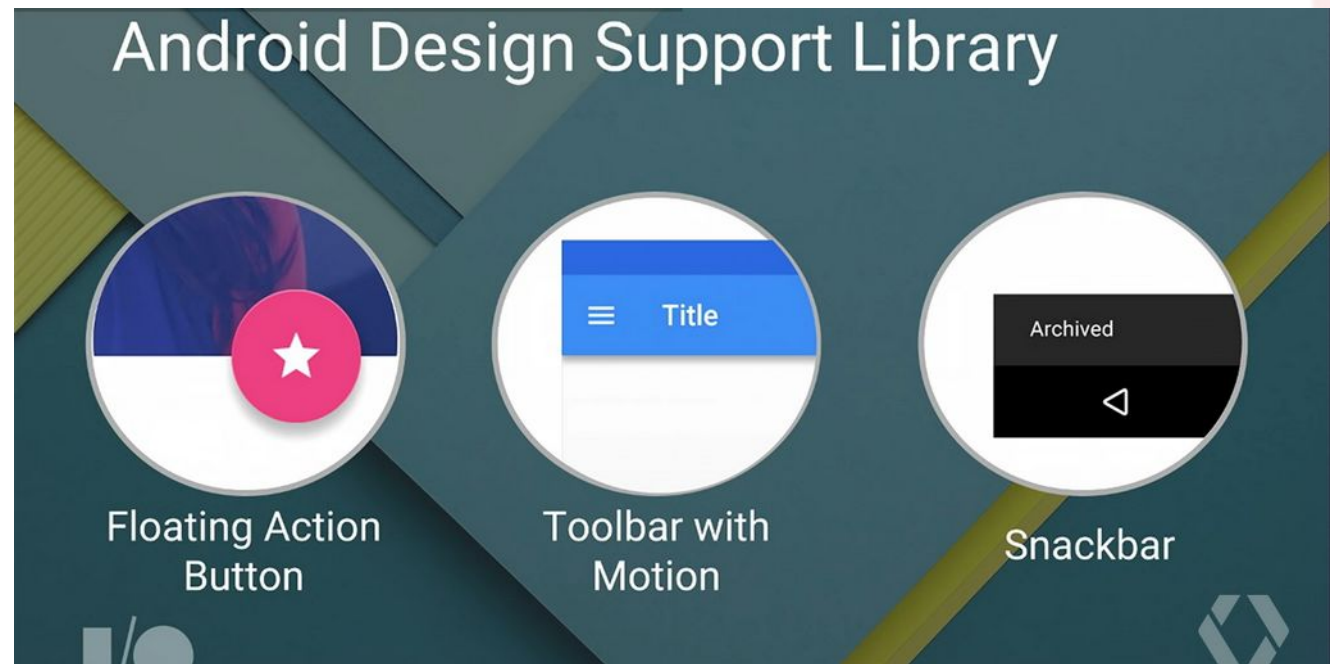 Android Design Support Library
Title
Archived
Floating Action
Button
Toolbar with
Motion
Snackbar
I/O